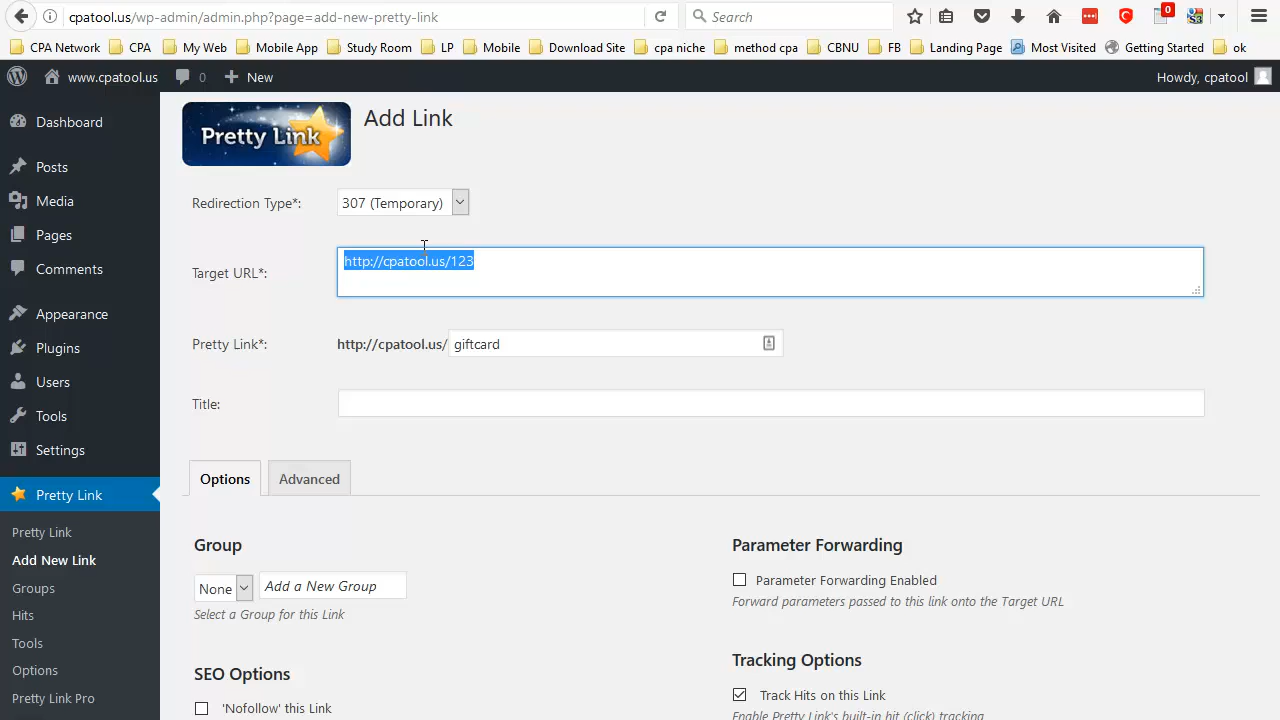 cpatool.us/wp-admin/admin.php?page=add-new-pretty-link
Search
0
S3
CPA Network
CPA
My Web
Mobile App
Study Room
LP
Mobile
Download Site
cpa niche
method cpa
CBNU
FB
Landing Page
Most Visited
Getting Started
ok
www.cpatool.us
0
New
Howdy, cpatool
Dashboard
Posts
Media
Pages
Comments
Appearance
Plugins
Users
Tools
Settings
Pretty Link
Pretty Link
Add New Link
Groups
Hits
Tools
Options
Pretty Link Pro
Pretty Link
Add Link
Redirection Type*:
307 (Temporary)
Target URL*:
http://cpatool.us/123
Pretty Link*:
http://cpatool.us/ giftcard
Title:
Options
Advanced
Group
None
Add a New Group
Select a Group for this Link
SEO Options
'Nofollow' this Link
Parameter Forwarding
Parameter Forwarding Enabled
Forward parameters passed to this link onto the Target URL
Tracking Options
Track Hits on this Link
Enable Pretty Link's built-in hit (click) tracking